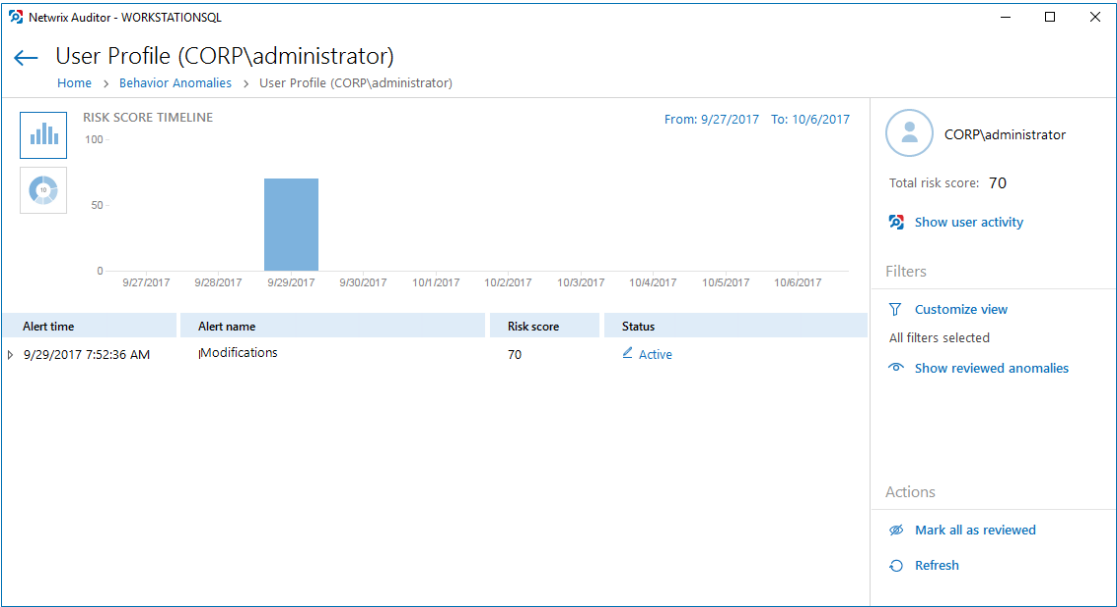 Netwrix Auditor - WORKSTATIONSQL
User Profile (CORP\administrator)
Home > Behavior Anomalies > User Profile (CORP\administrator)
RISK SCORE TIMELINE
From: 9/27/2017 To: 10/6/2017
100
50
0
9/27/2017 9/28/2017 9/29/2017 9/30/2017 10/1/2017 10/2/2017 10/3/2017 10/4/2017 10/5/2017 10/6/2017
Alert time Alert name Risk score Status
9/29/2017 7:52:36 AM Modifications 70 Active
CORP\administrator
Total risk score: 70
Show user activity
Filters
Customize view
All filters selected
Show reviewed anomalies
Actions
Mark all as reviewed
Refresh